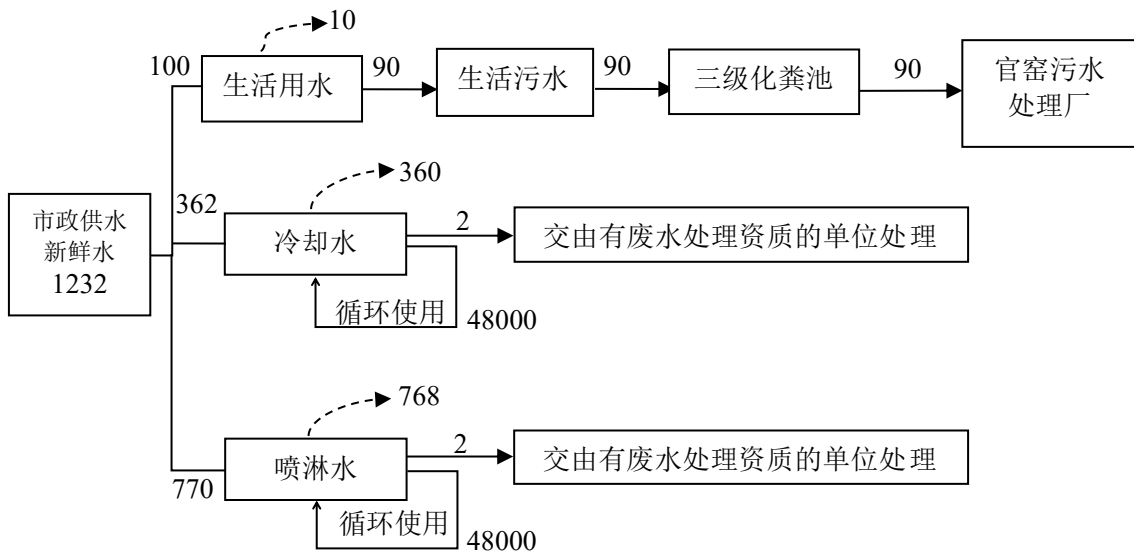 10
100
生活用水
90
生活污水
90
三级化粪池
90
官窑污水
处理厂
360
市政供水
新鲜水
1232
362
冷却水
2
交由有废水处理资质的单位处理
循环使用
48000
768
770
喷淋水
2
交由有废水处理资质的单位处理
循环使用
48000